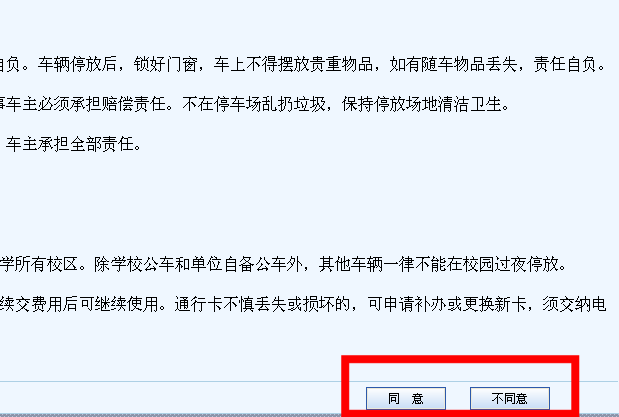 自负。车辆停放后，锁好门窗，车上不得摆放贵重物品，如有随车物品丢失，责任自负。
事车主必须承担赔偿责任。不在停车场乱扔垃圾，保持停放场地清洁卫生。
，车主承担全部责任。
学所有校区。除学校公车和单位自备公车外，其他车辆一律不能在校园过夜停放。
续交费用后可继续使用。通行卡不慎丢失或损坏的，可申请补办或更换新卡，须交纳电
同 意
不同意